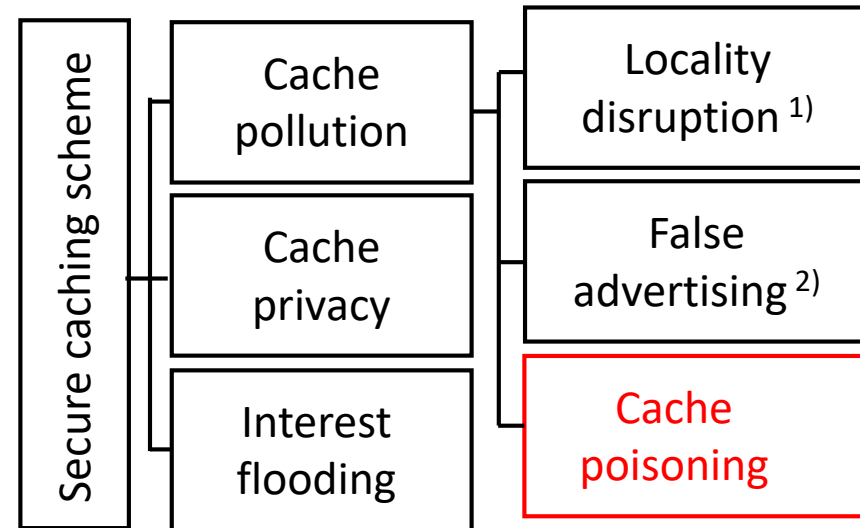 Secure caching scheme
Cache
pollution
Cache
privacy
Interest
flooding
Locality
disruption 1)
False
advertising 2)
Cache
poisoning